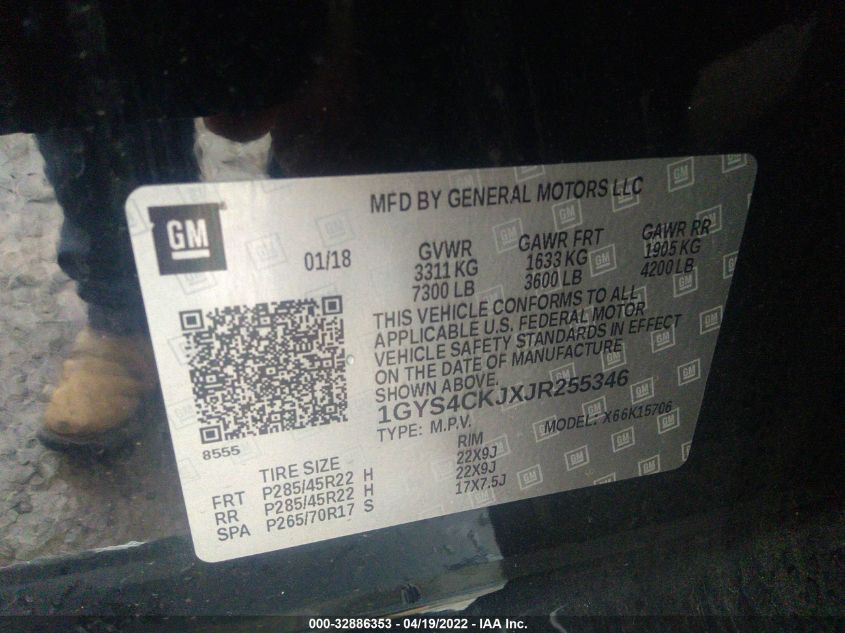 MFD BY GENERAL MOTORS LLC
GM
01/18
GVWR GAWR FRT GAWR RR
3311 KG 1633 KG 1905 KG
7300 LB 3600 LB 4200 LB
THIS VEHICLE CONFORMS TO ALL
APPLICABLE U.S. FEDERAL MOTOR
VEHICLE SAFETY STANDARDS IN EFFECT
ON THE DATE OF MANUFACTURE
SHOWN ABOVE.
1GYS4CKJXJR255346
TYPE: M.P.V. MODEL: X66K15706
8555
TIRE SIZE RIM
FRT P285/45R22 H 22X9J
RR P285/45R22 H 22X9J
SPA P265/70R17 S 17X7.5J
000-32886353 - 04/19/2022 - IAA Inc.